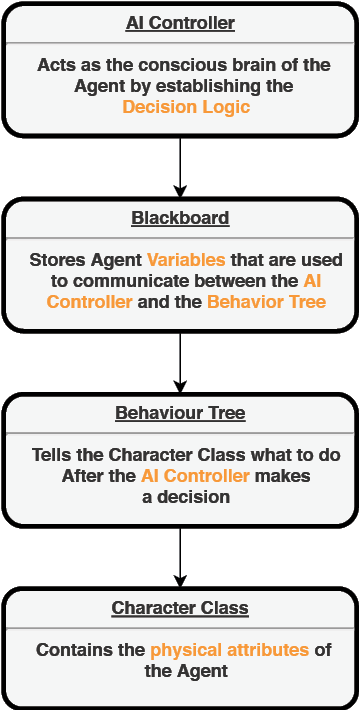 AI Controller
Acts as the conscious brain of the
Agent by establishing the
Decision Logic
Blackboard
Stores Agent Variables that are used
to communicate between the AI
Controller and the Behavior Tree
Behaviour Tree
Tells the Character Class what to do
After the AI Controller makes
a decision
Character Class
Contains the physical attributes of
the Agent